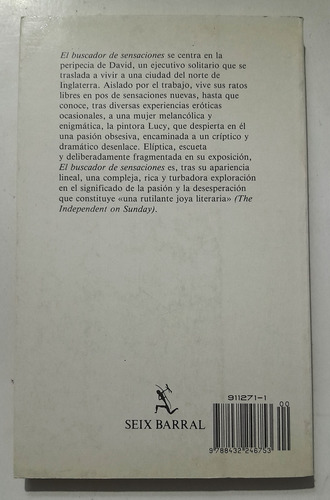 El buscador de sensaciones se centra en la
peripecia de David, un ejecutivo solitario que se
traslada a vivir a una ciudad del norte de
Inglaterra. Aislado por el trabajo, vive sus ratos
libres en pos de sensaciones nuevas, hasta que
conoce, tras diversas experiencias eróticas
ocasionales, a una mujer melancólica y
enigmática, la pintora Lucy, que despierta en él
una pasión obsesiva, encaminada a un críptico y
dramático desenlace. Elíptica, escueta
y deliberadamente fragmentada en su exposición,
El buscador de sensaciones es, tras su apariencia
lineal, una compleja, rica y turbadora exploración
en el significado de la pasión y la desesperación
que constituye «una rutilante joya literaria» (The
Independent on Sunday).
SEIX BARRAL
911271-1
00
9 788432 246753